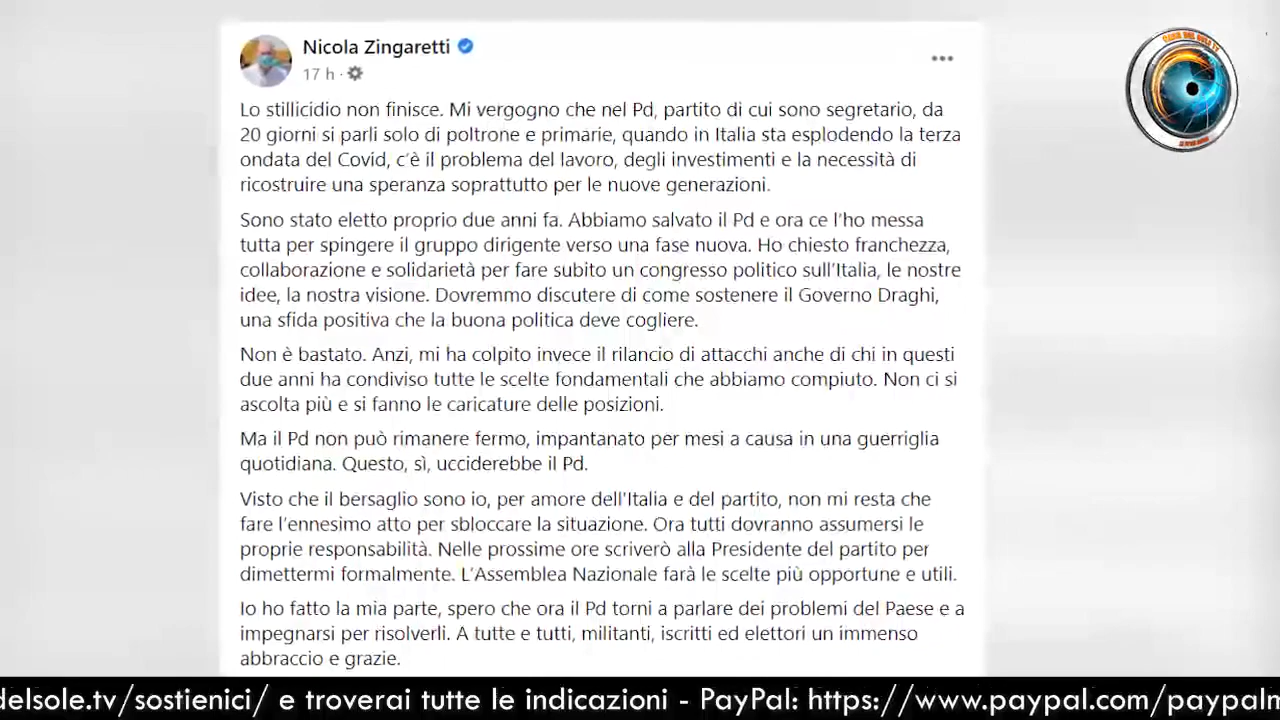 Nicola Zingaretti
17 h ·
Lo stillicidio non finisce. Mi vergogno che nel Pd, partito di cui sono segretario, da
20 giorni si parli solo di poltrone e primarie, quando in Italia sta esplodendo la terza
ondata del Covid, c'è il problema del lavoro, degli investimenti e la necessità di
ricostruire una speranza soprattutto per le nuove generazioni.
Sono stato eletto proprio due anni fa. Abbiamo salvato il Pd e ora ce l'ho messa
tutta per spingere il gruppo dirigente verso una fase nuova. Ho chiesto franchezza,
collaborazione e solidarietà per fare subito un congresso politico sull'Italia, le nostre
idee, la nostra visione. Dovremmo discutere di come sostenere il Governo Draghi,
una sfida positiva che la buona politica deve cogliere.
Non è bastato. Anzi, mi ha colpito invece il rilancio di attacchi anche di chi in questi
due anni ha condiviso tutte le scelte fondamentali che abbiamo compiuto. Non ci si
ascolta più e si fanno le caricature delle posizioni.
Ma il Pd non può rimanere fermo, impantanato per mesi a causa in una guerriglia
quotidiana. Questo, sì, ucciderebbe il Pd.
Visto che il bersaglio sono io, per amore dell'Italia e del partito, non mi resta che
fare l'ennesimo atto per sbloccare la situazione. Ora tutti dovranno assumersi le
proprie responsabilità. Nelle prossime ore scriverò alla Presidente del partito per
dimettermi formalmente. L'Assemblea Nazionale farà le scelte più opportune e utili.
Io ho fatto la mia parte, spero che ora il Pd torni a parlare dei problemi del Paese e a
impegnarsi per risolverli. A tutte e tutti, militanti, iscritti ed elettori un immenso
abbraccio e grazie.
delsole.tv/sostienici/ e troverai tutte le indicazioni - PayPal: https://www.paypal.com/paypaln